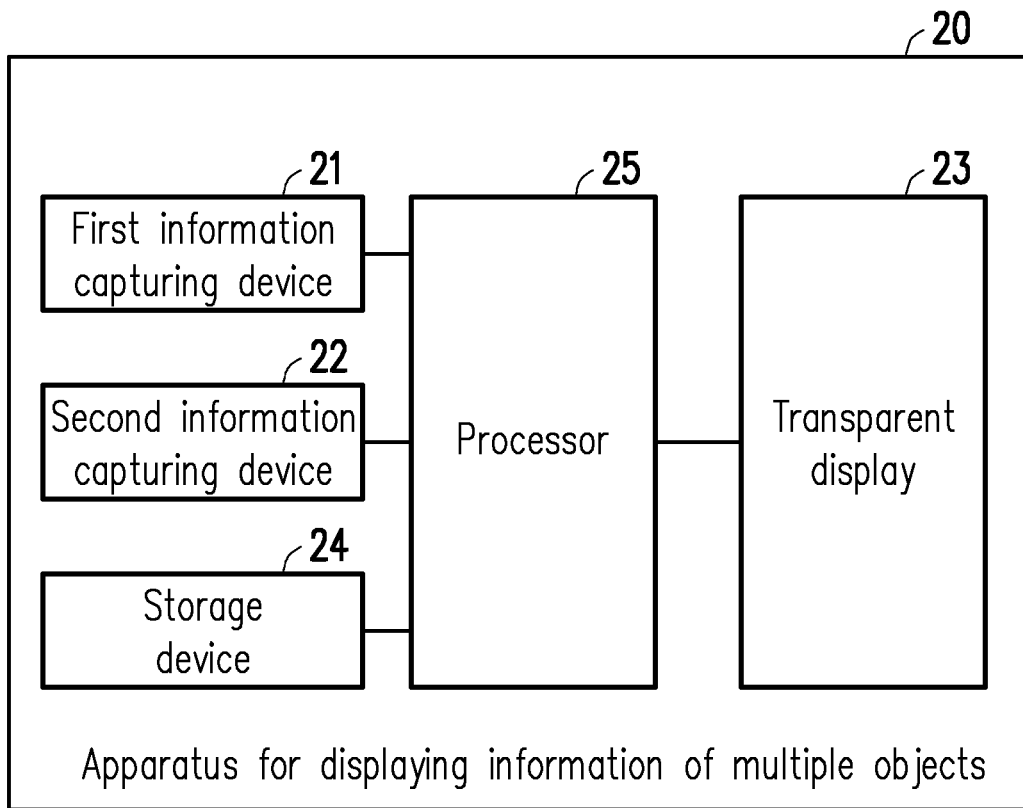 20
21
First information
capturing device
22
Second information
capturing device
24
Storage
device
25
Processor
23
Transparent
display
Apparatus for displaying information of multiple objects